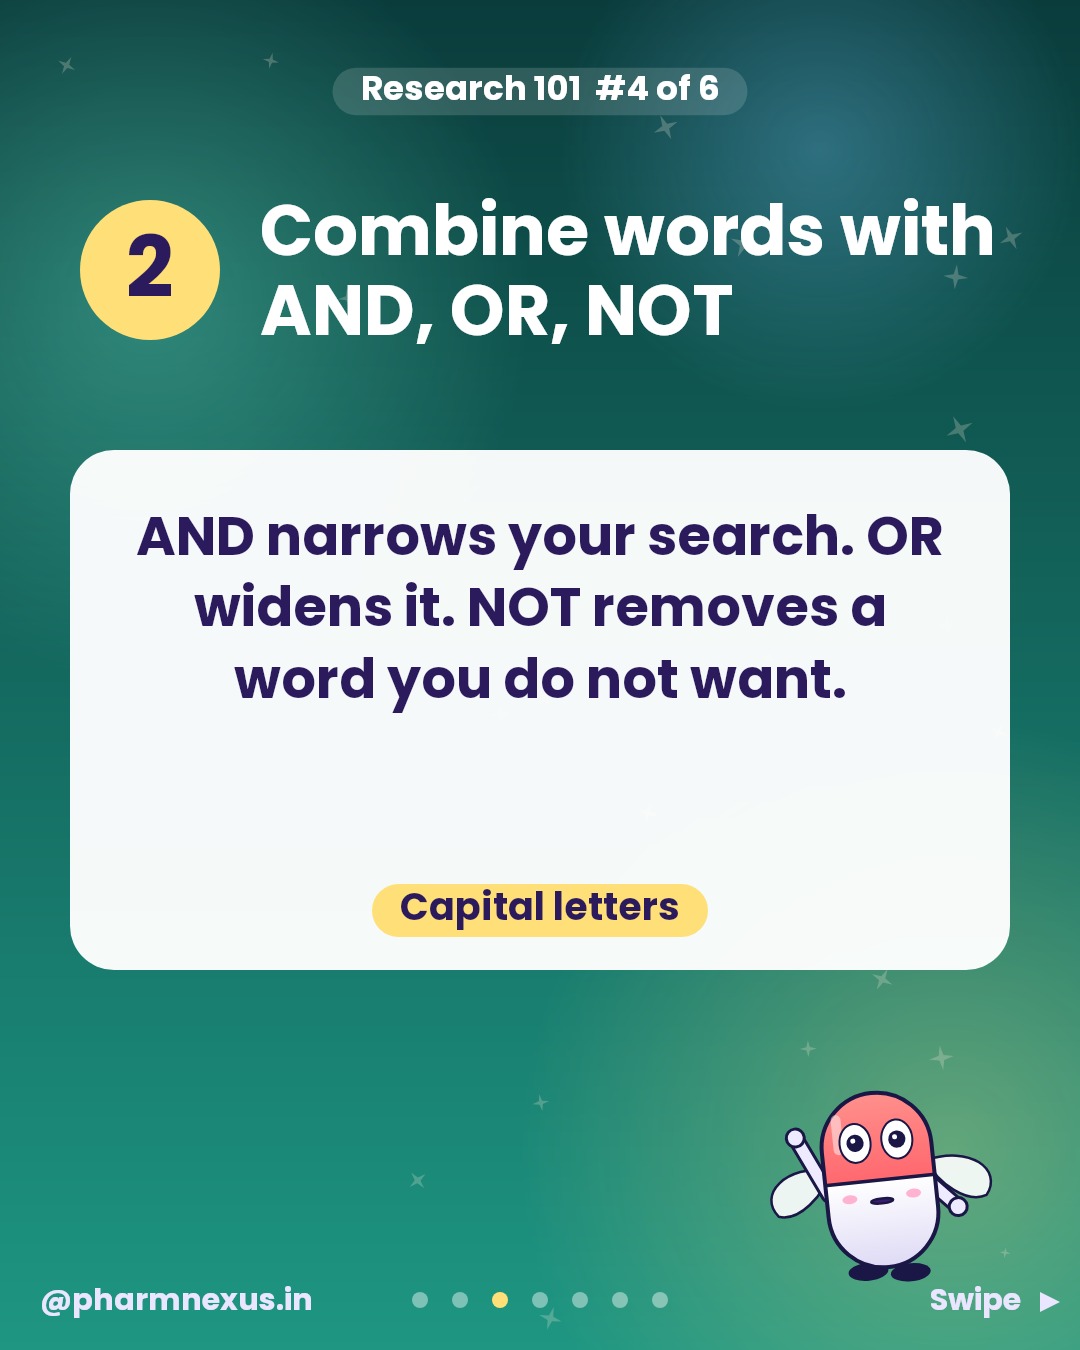 Research 101 #4 of 6
2
Combine words with
AND, OR, NOT
AND narrows your search. OR
widens it. NOT removes a
word you do not want.
Capital letters
@pharmnexus.in
Swipe ▶